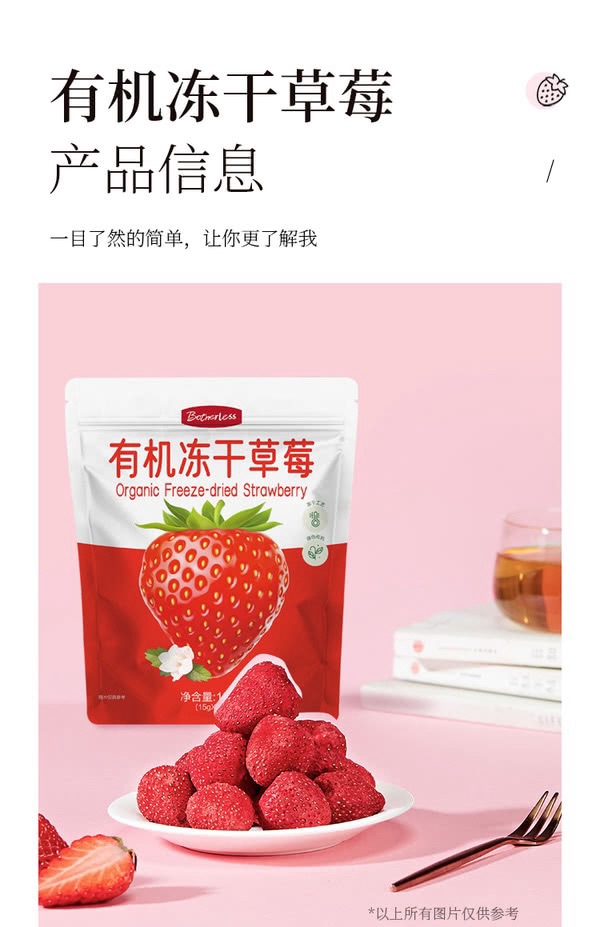 有机冻干草莓
产品信息
/
一目了然的简单，让你更了解我
BotherLess
有机冻干草莓
Organic Freeze-dried Strawberry
净含量:1
(15g
*以上所有图片仅供参考